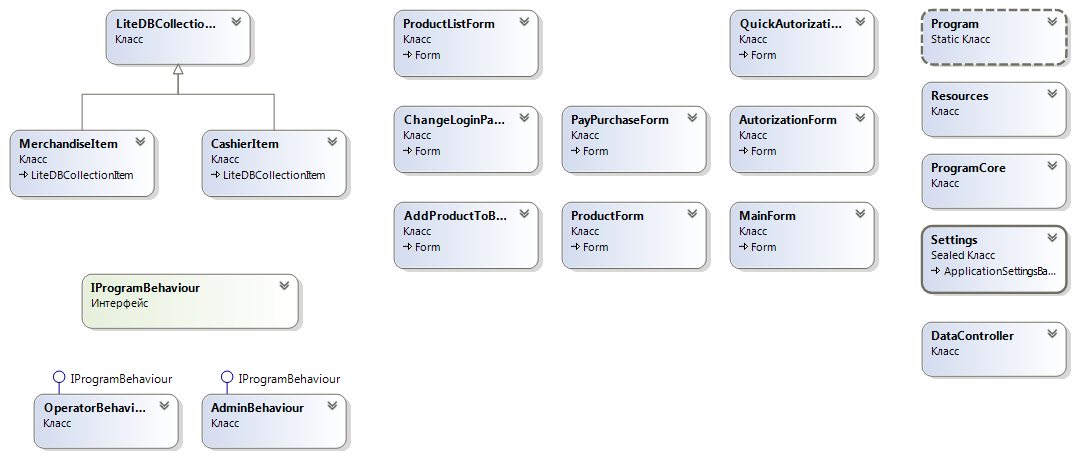 LiteDBCollectio...
Класс
MerchandiseItem
Класс
LiteDBCollectionItem
CashierItem
Класс
LiteDBCollectionItem
IProgramBehaviour
Интерфейс
IProgramBehaviour
OperatorBehavi...
Класс
IProgramBehaviour
AdminBehaviour
Класс
ProductListForm
Класс
Form
QuickAutorizati...
Класс
Form
ChangeLoginPa...
Класс
Form
PayPurchaseForm
Класс
Form
AutorizationForm
Класс
Form
AddProductToB...
Класс
Form
ProductForm
Класс
Form
MainForm
Класс
Form
Program
Static Класс
Resources
Класс
ProgramCore
Класс
Settings
Sealed Класс
ApplicationSettingsBa...
DataController
Класс